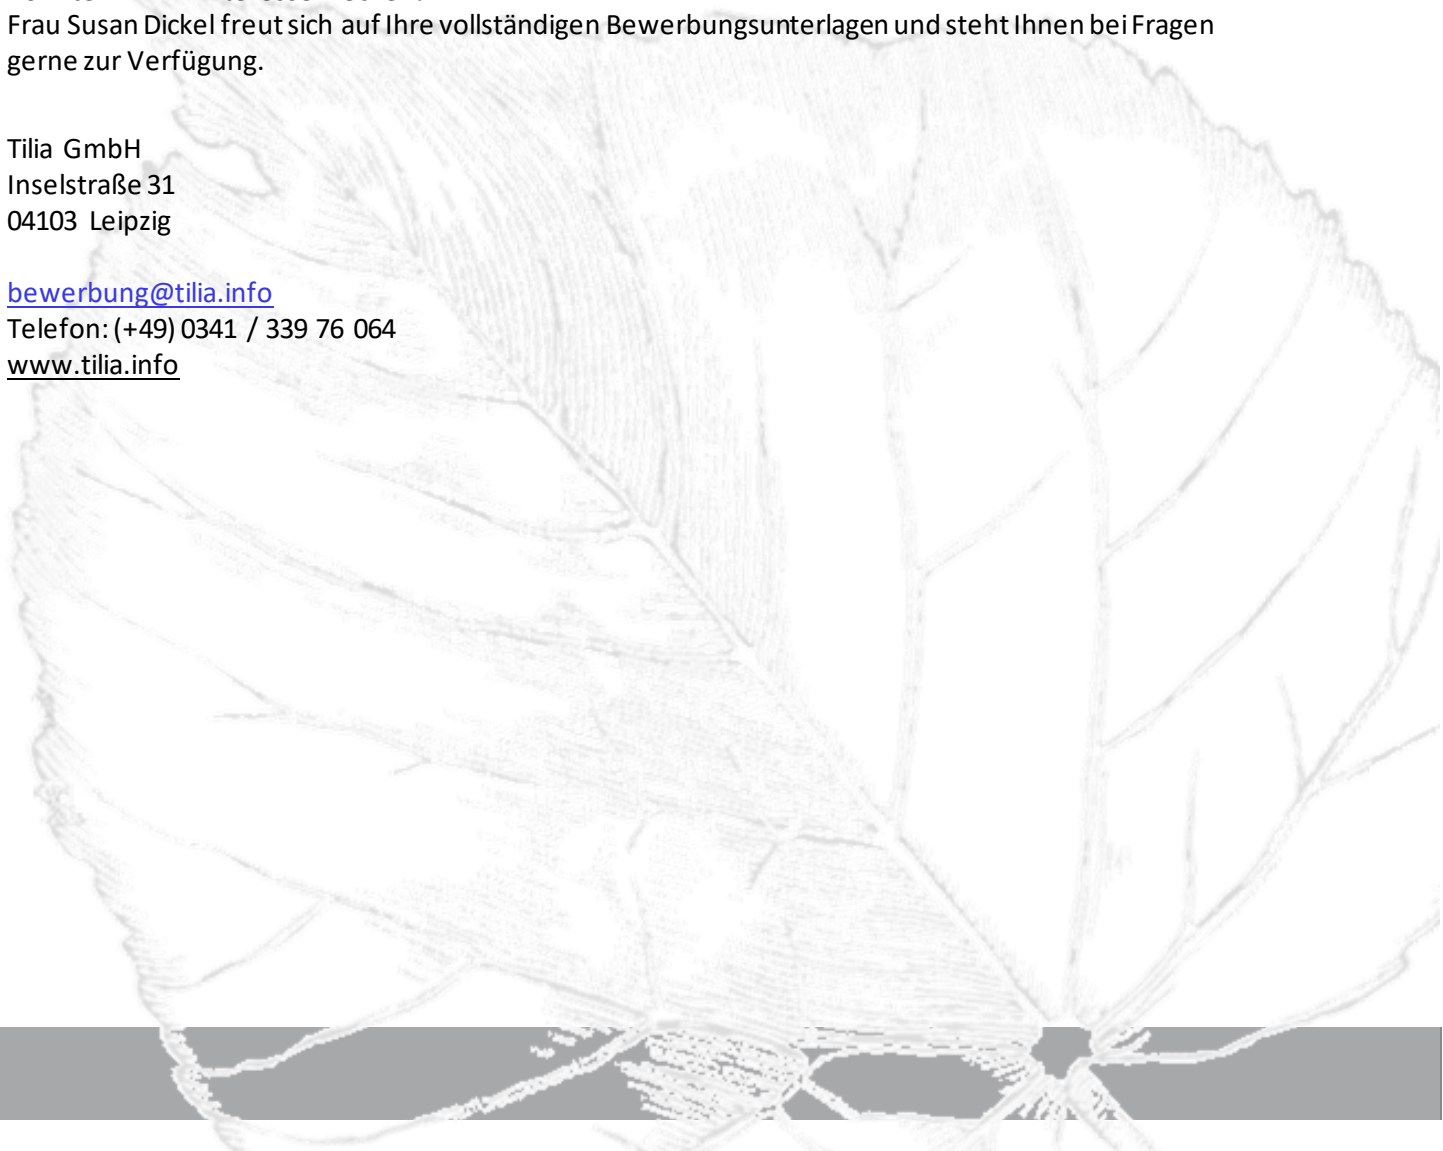 Frau Susan Dickel freut sich auf Ihre vollständigen Bewerbungsunterlagen und steht Ihnen bei Fragen
gerne zur Verfügung.
Tilia GmbH
Inselstraße 31
04103 Leipzig
bewerbung@tilia.info
Telefon: (+49) 0341 / 339 76 064
www.tilia.info